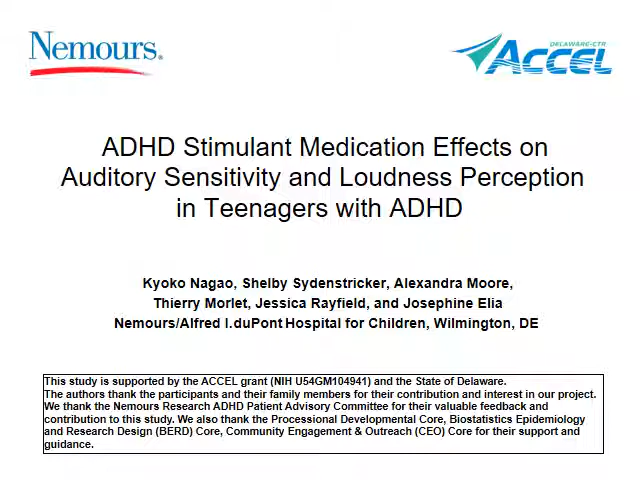 Nemours®
DELAWARE-CTR
ACCEL
ADHD Stimulant Medication Effects on
Auditory Sensitivity and Loudness Perception
in Teenagers with ADHD
Kyoko Nagao, Shelby Sydenstricker, Alexandra Moore,
Thierry Morlet, Jessica Rayfield, and Josephine Elia
Nemours/Alfred I.duPont Hospital for Children, Wilmington, DE
This study is supported by the ACCEL grant (NIH U54GM104941) and the State of Delaware.
The authors thank the participants and their family members for their contribution and interest in our project.
We thank the Nemours Research ADHD Patient Advisory Committee for their valuable feedback and
contribution to this study. We also thank the Processional Developmental Core, Biostatistics Epidemiology
and Research Design (BERD) Core, Community Engagement & Outreach (CEO) Core for their support and
guidance.